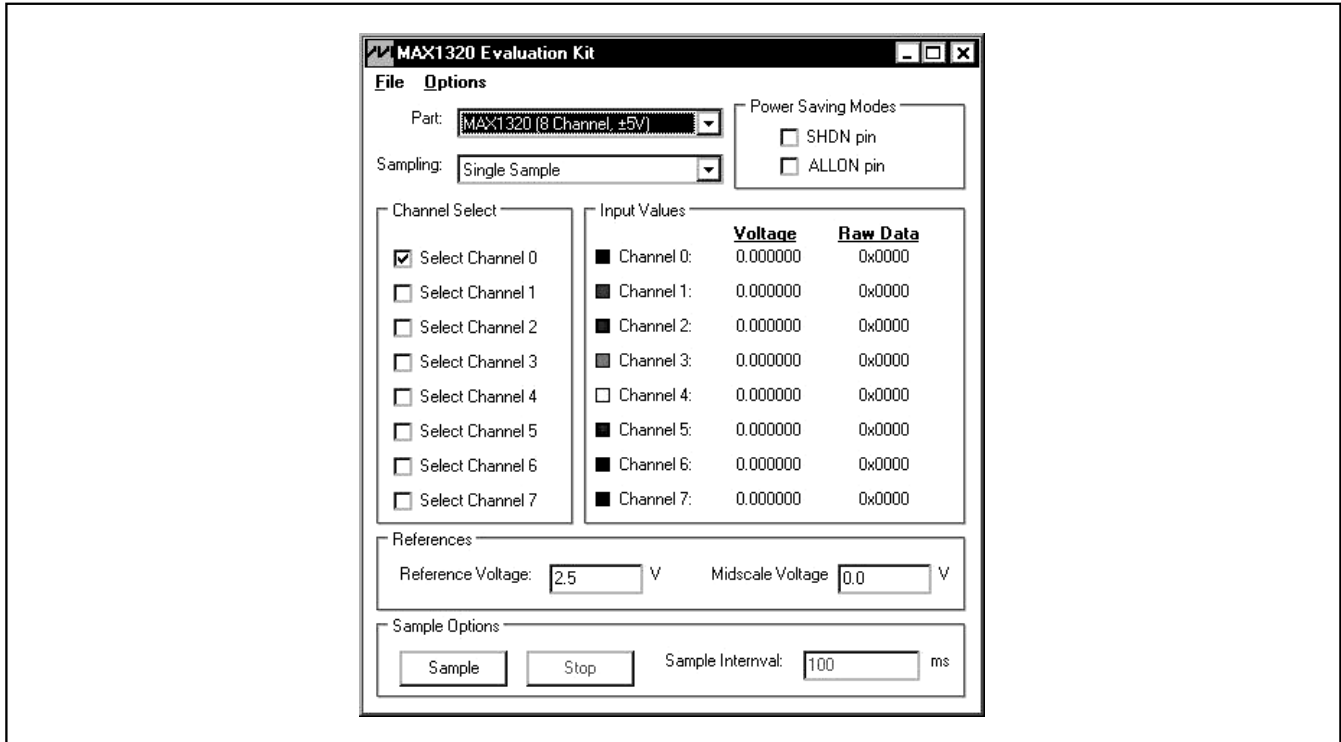 MAX1320 Evaluation Kit
File Options
Part: MAX1320 (8 Channel, ±5V)
Sampling: Single Sample
Power Saving Modes
SHDN pin
ALLON pin
Channel Select
Select Channel 0
Select Channel 1
Select Channel 2
Select Channel 3
Select Channel 4
Select Channel 5
Select Channel 6
Select Channel 7
Input Values
Voltage Raw Data
Channel 0: 0.000000 0x0000
Channel 1: 0.000000 0x0000
Channel 2: 0.000000 0x0000
Channel 3: 0.000000 0x0000
Channel 4: 0.000000 0x0000
Channel 5: 0.000000 0x0000
Channel 6: 0.000000 0x0000
Channel 7: 0.000000 0x0000
References
Reference Voltage: 2.5 V Midscale Voltage 0.0 V
Sample Options
Sample Stop Sample Internval: 100 ms